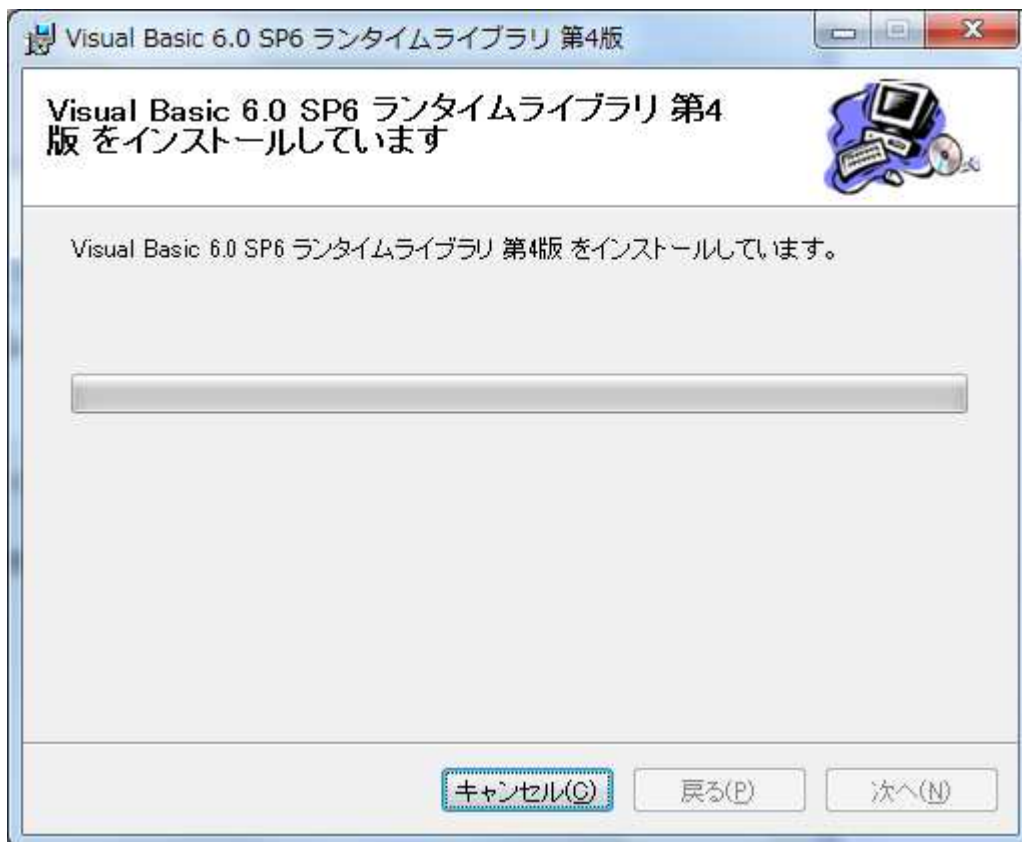 Visual Basic 6.0 SP6 ランタイムライブラリ 第4版
Visual Basic 6.0 SP6 ランタイムライブラリ 第4
版 をインストールしています
Visual Basic 6.0 SP6 ランタイムライブラリ 第4版 をインストールしています。
キャンセル(C)
戻る(P)
次へ(N)